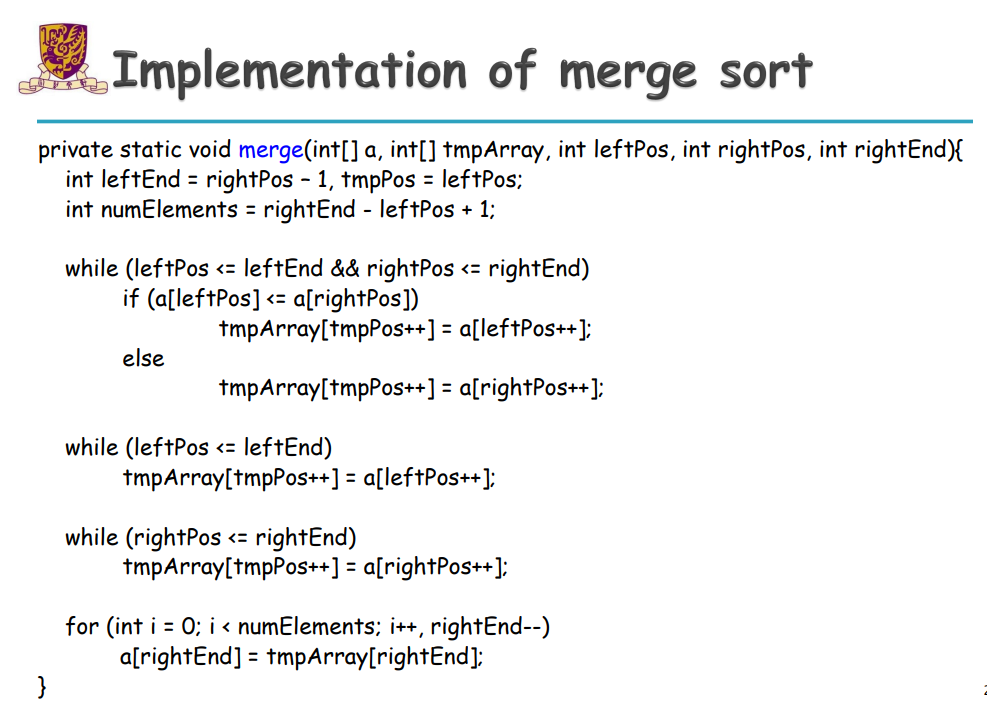 Implementation of merge sort
private static void merge(int[] a, int[] tmpArray, int leftPos, int rightPos, int rightEnd){
int leftEnd = rightPos – 1, tmpPos = leftPos;
int numElements = rightEnd - leftPos + 1;
while (leftPos <= leftEnd && rightPos <= rightEnd)
if (a[leftPos] <= a[rightPos])
tmpArray[tmpPos++] = a[leftPos++];
else
tmpArray[tmpPos++] = a[rightPos++];
while (leftPos <= leftEnd)
tmpArray[tmpPos++] = a[leftPos++];
while (rightPos <= rightEnd)
tmpArray[tmpPos++] = a[rightPos++];
for (int i = 0; i < numElements; i++, rightEnd--)
a[rightEnd] = tmpArray[rightEnd];
}